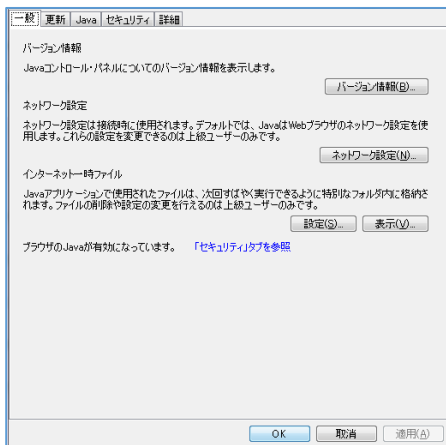 一般 更新 Java セキュリティ 詳細
バージョン情報
Javaコントロール・パネルについてのバージョン情報を表示します。
バージョン情報(B)...
ネットワーク設定
ネットワーク設定は接続時に使用されます。デフォルトでは、JavaはWebブラウザのネットワーク設定を使
用します。これらの設定を変更できるのは上級ユーザーのみです。
ネットワーク設定(N)...
インターネット一時ファイル
Javaアプリケーションで使用されたファイルは、次回すばやく実行できるように特別なフォルダ内に格納さ
れます。ファイルの削除や設定の変更を行えるのは上級ユーザーのみです。
設定(S)... 表示(V)...
ブラウザのJavaが有効になっています。 「セキュリティ」タブを参照
OK 取消 適用(A)